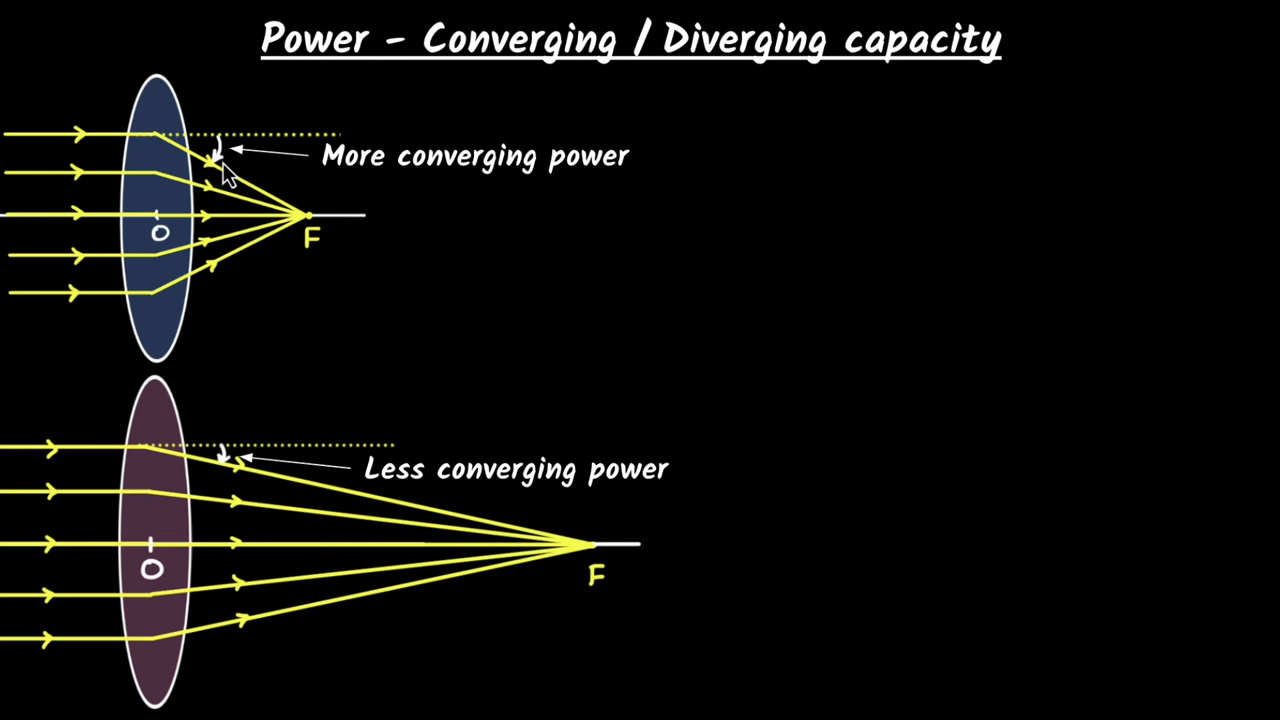 Power - Converging / Diverging capacity
More converging power
O
F
Less converging power
O
F